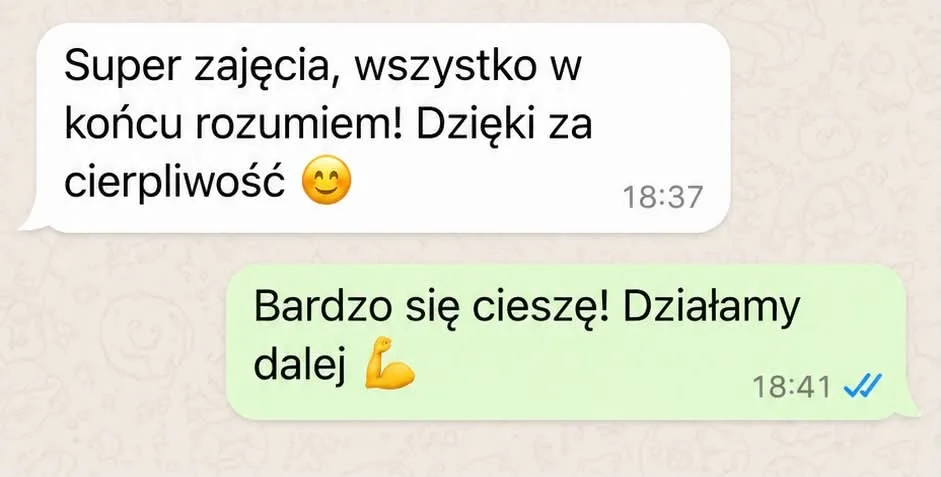 Super zajęcia, wszystko w
końcu rozumiem! Dzięki za
cierpliwość 😊
18:37
Bardzo się cieszę! Działamy
dalej 💪
18:41